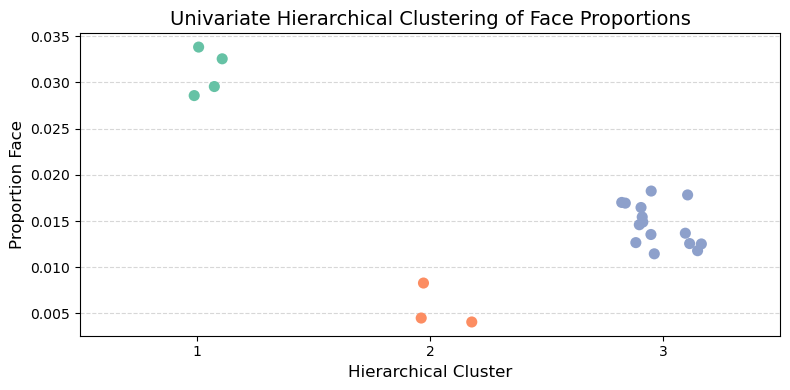 Univariate Hierarchical Clustering of Face Proportions
0.035
0.030
0.025
0.020
0.015
0.010
0.005
Proportion Face
1 2 3
Hierarchical Cluster